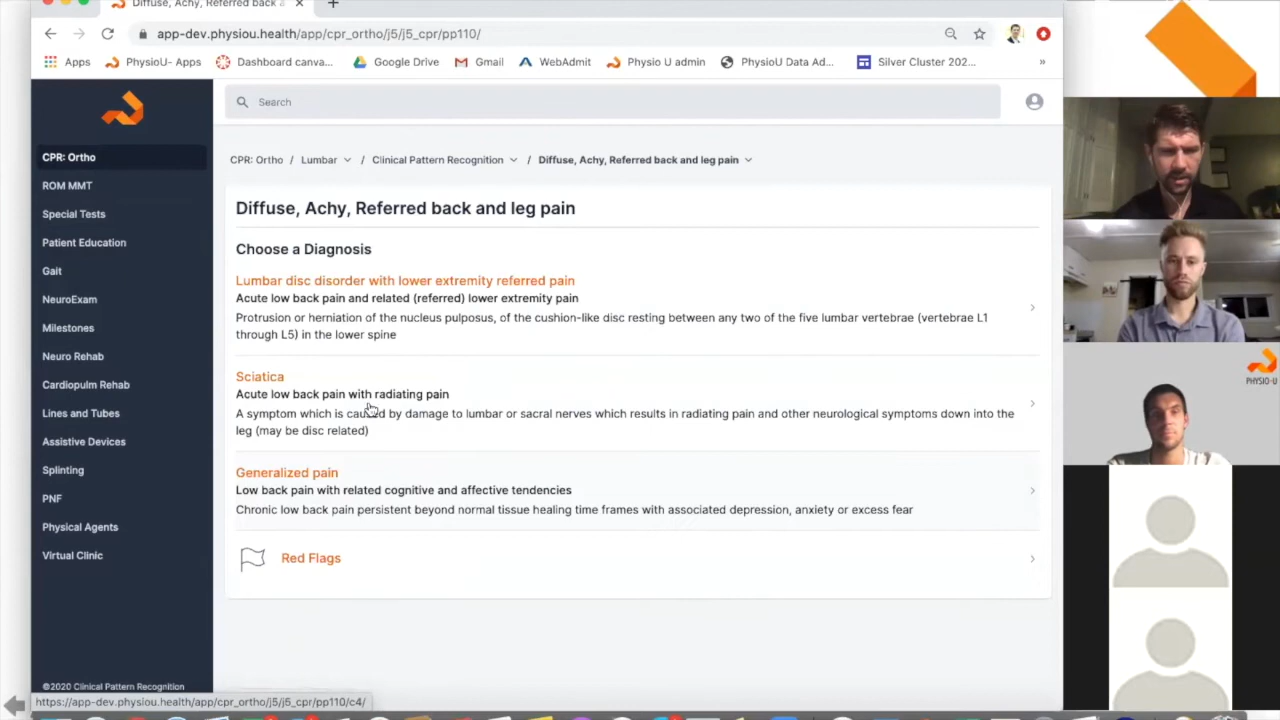 Diffuse, Achy, Referred back &
app-dev.physiou.health/app/cpr_ortho/j5/j5_cpr/pp110/
Apps PhysioU- Apps Dashboard canva... Google Drive Gmail WebAdmit Physio U admin PhysioU Data Ad... Silver Cluster 202... »
Search
CPR: Ortho
ROM MMT
Special Tests
Patient Education
Gait
NeuroExam
Milestones
Neuro Rehab
Cardiopulm Rehab
Lines and Tubes
Assistive Devices
Splinting
PNF
Physical Agents
Virtual Clinic
©2020 Clinical Pattern Recognition
CPR: Ortho / Lumbar / Clinical Pattern Recognition / Diffuse, Achy, Referred back and leg pain
Diffuse, Achy, Referred back and leg pain
Choose a Diagnosis
Lumbar disc disorder with lower extremity referred pain
Acute low back pain and related (referred) lower extremity pain
Protrusion or herniation of the nucleus pulposus, of the cushion-like disc resting between any two of the five lumbar vertebrae (vertebrae L1
through L5) in the lower spine
Sciatica
Acute low back pain with radiating pain
A symptom which is caused by damage to lumbar or sacral nerves which results in radiating pain and other neurological symptoms down into the
leg (may be disc related)
Generalized pain
Low back pain with related cognitive and affective tendencies
Chronic low back pain persistent beyond normal tissue healing time frames with associated depression, anxiety or excess fear
Red Flags
https://app-dev.physiou.health/app/cpr_ortho/j5/j5_cpr/pp110/c4/
PHYSIO-U